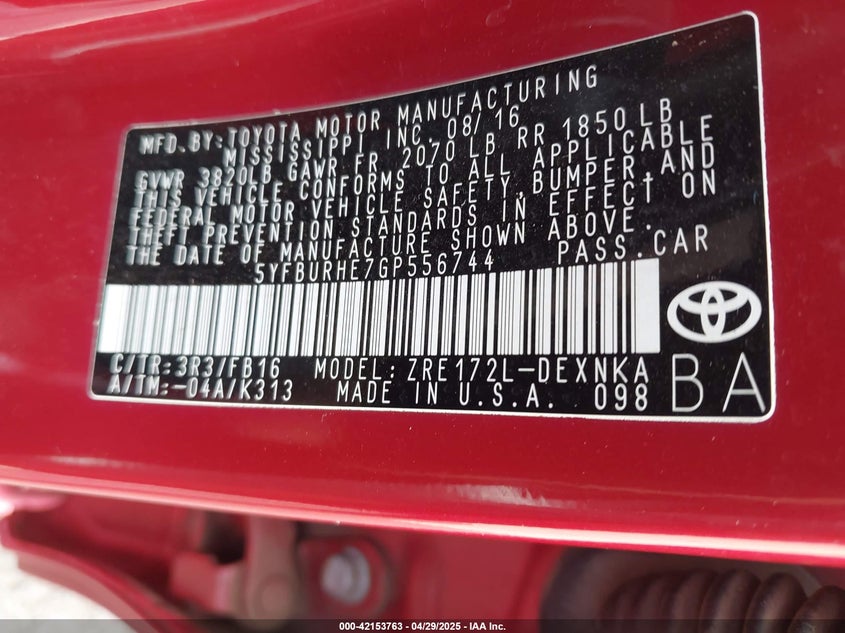 MFD.BY:TOYOTA MOTOR MANUFACTURING
MISSISSIPPI INC. 08/16
GVWR 3820LB GAWR FR 2070 LB RR 1850 LB
THIS VEHICLE CONFORMS TO ALL APPLICABLE
FEDERAL MOTOR VEHICLE SAFETY,BUMPER,AND
THEFT PREVENTION STANDARDS IN EFFECT ON
THE DATE OF MANUFACTURE SHOWN ABOVE.
5YFBURHE7GP556744 PASS.CAR
C/TR:3R3/FB16 MODEL:ZRE172L-DEXNKA
A/TM:-04A/K313 MADE IN U.S.A. 098
BA
000-42153763 - 04/29/2025 - IAA Inc.